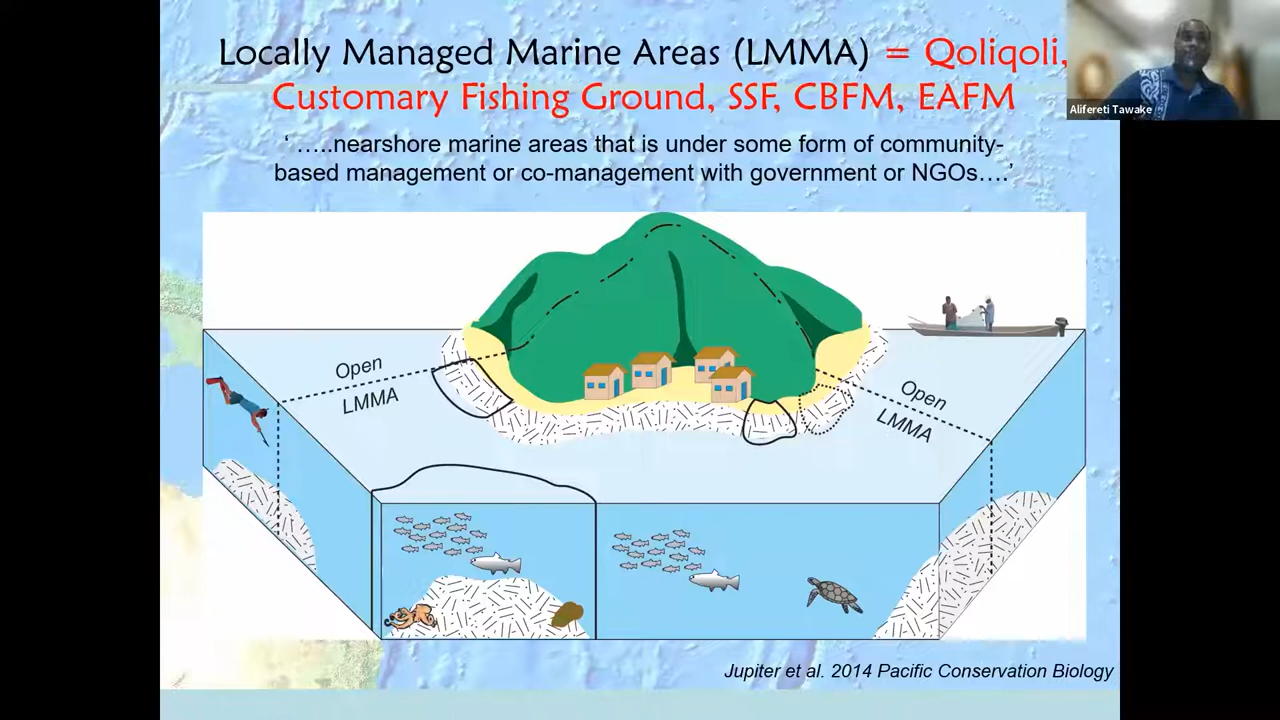 Locally Managed Marine Areas (LMMA) = Qoliqoli,
Customary Fishing Ground, SSF, CBFM, EAFM
Alifereti Tawake
‘ …..nearshore marine areas that is under some form of community-
based management or co-management with government or NGOs….’
Open
LMMA
Open
LMMA
Jupiter et al. 2014 Pacific Conservation Biology